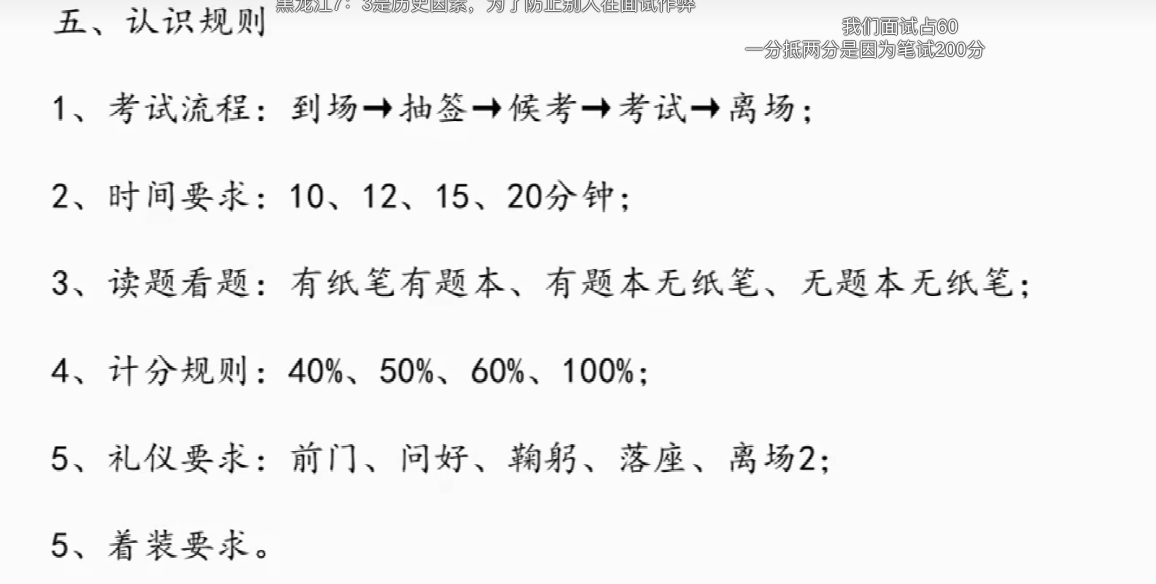 黑龙江7：3是历史因素，为了防止别人在面试作弊
五、认识规则
我们面试占60
一分抵两分是因为笔试200分
1、考试流程：到场→抽签→候考→考试→离场；
2、时间要求：10、12、15、20分钟；
3、读题看题：有纸笔有题本、有题本无纸笔、无题本无纸笔；
4、计分规则：40%、50%、60%、100%；
5、礼仪要求：前门、问好、鞠躬、落座、离场2；
5、着装要求。